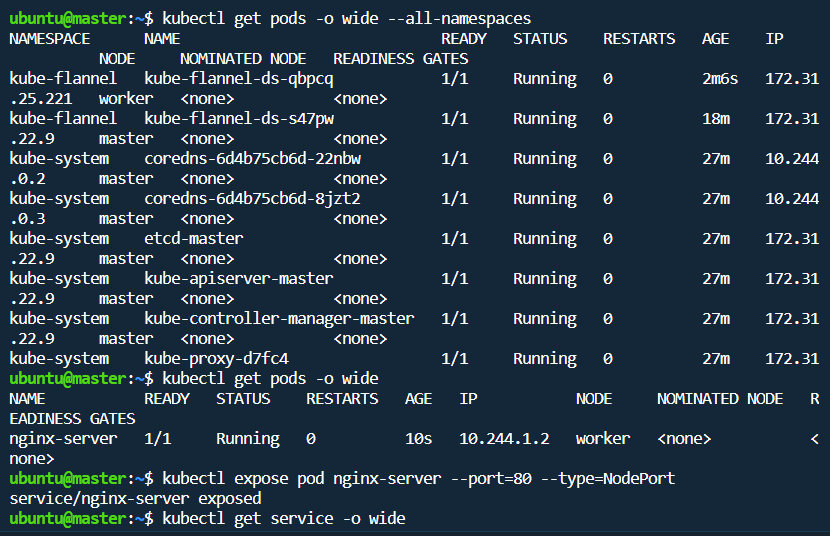 ubuntu@master:~$ kubectl get pods -o wide --all-namespaces
NAMESPACE      NAME                             READY   STATUS    RESTARTS   AGE    IP
          NODE     NOMINATED NODE   READINESS GATES
kube-flannel   kube-flannel-ds-qbpcq            1/1     Running   0          2m6s   172.31
.25.221   worker   <none>           <none>
kube-flannel   kube-flannel-ds-s47pw            1/1     Running   0          18m    172.31
.22.9     master   <none>           <none>
kube-system    coredns-6d4b75cb6d-22nbw         1/1     Running   0          27m    10.244
.0.2      master   <none>           <none>
kube-system    coredns-6d4b75cb6d-8jzt2         1/1     Running   0          27m    10.244
.0.3      master   <none>           <none>
kube-system    etcd-master                      1/1     Running   0          27m    172.31
.22.9     master   <none>           <none>
kube-system    kube-apiserver-master            1/1     Running   0          27m    172.31
.22.9     master   <none>           <none>
kube-system    kube-controller-manager-master   1/1     Running   0          27m    172.31
.22.9     master   <none>           <none>
kube-system    kube-proxy-d7fc4                 1/1     Running   0          27m    172.31
ubuntu@master:~$ kubectl get pods -o wide
NAME           READY   STATUS    RESTARTS   AGE   IP           NODE     NOMINATED NODE   R
EADINESS GATES
nginx-server   1/1     Running   0          10s   10.244.1.2   worker   <none>           <
none>
ubuntu@master:~$ kubectl expose pod nginx-server --port=80 --type=NodePort
service/nginx-server exposed
ubuntu@master:~$ kubectl get service -o wide